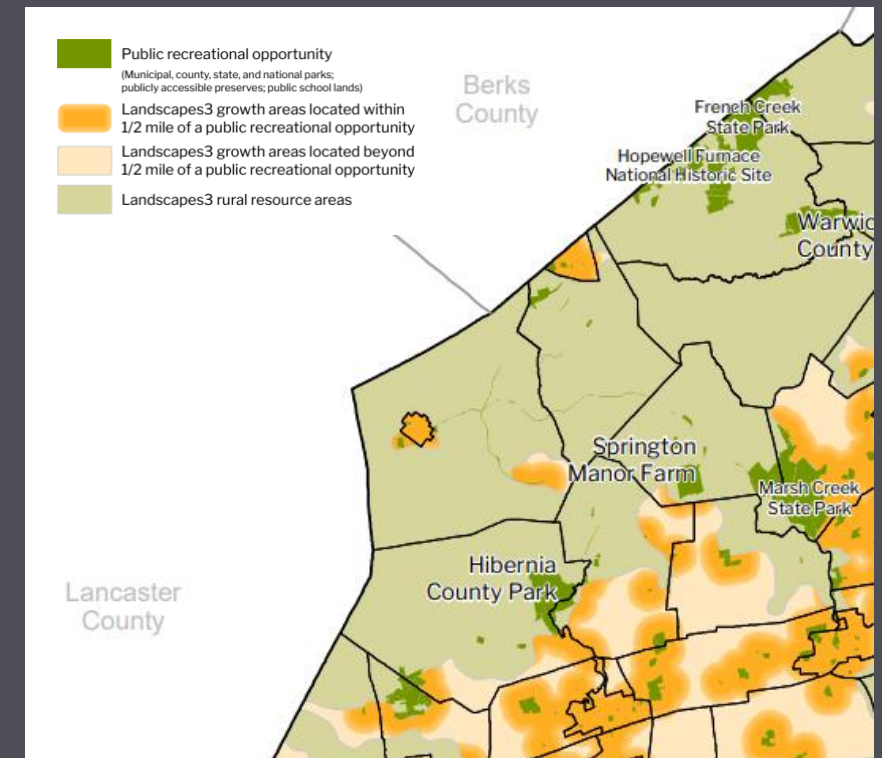 Public recreational opportunity
(Municipal, county, state, and national parks;
publicly accessible preserves; public school lands)
Landscapes3 growth areas located within
1/2 mile of a public recreational opportunity
Landscapes3 growth areas located beyond
1/2 mile of a public recreational opportunity
Landscapes3 rural resource areas
Berks
County
French Creek
State Park
Hopewell Furnace
National Historic Site
Warwic
County
Springton
Manor Farm
Marsh Creek
State Park
Hibernia
County Park
Lancaster
County